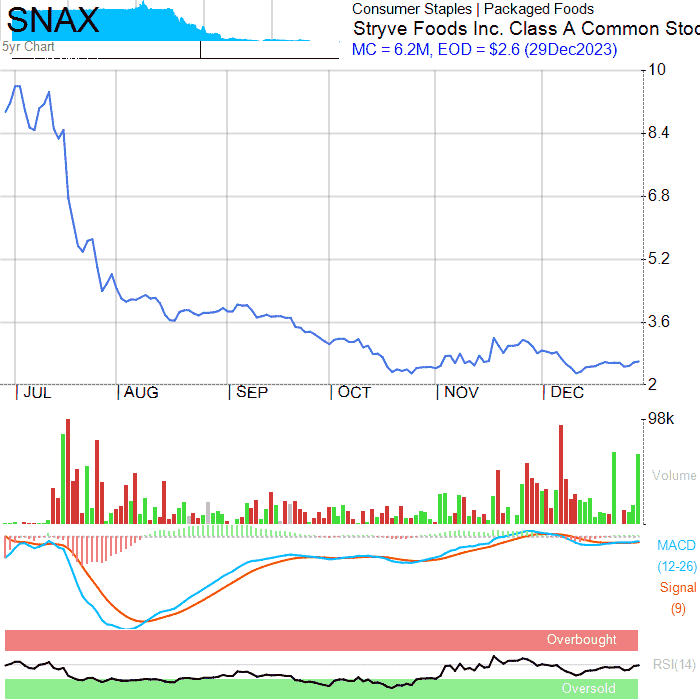 SNAX
5yr Chart
Consumer Staples | Packaged Foods
Stryve Foods Inc. Class A Common Stoc
MC = 6.2M, EOD = $2.6 (29Dec2023)
10
8.4
6.8
5.2
3.6
2
JUL AUG SEP OCT NOV DEC
98k
Volume
MACD
(12-26)
Signal
(9)
Overbought
RSI(14)
Oversold